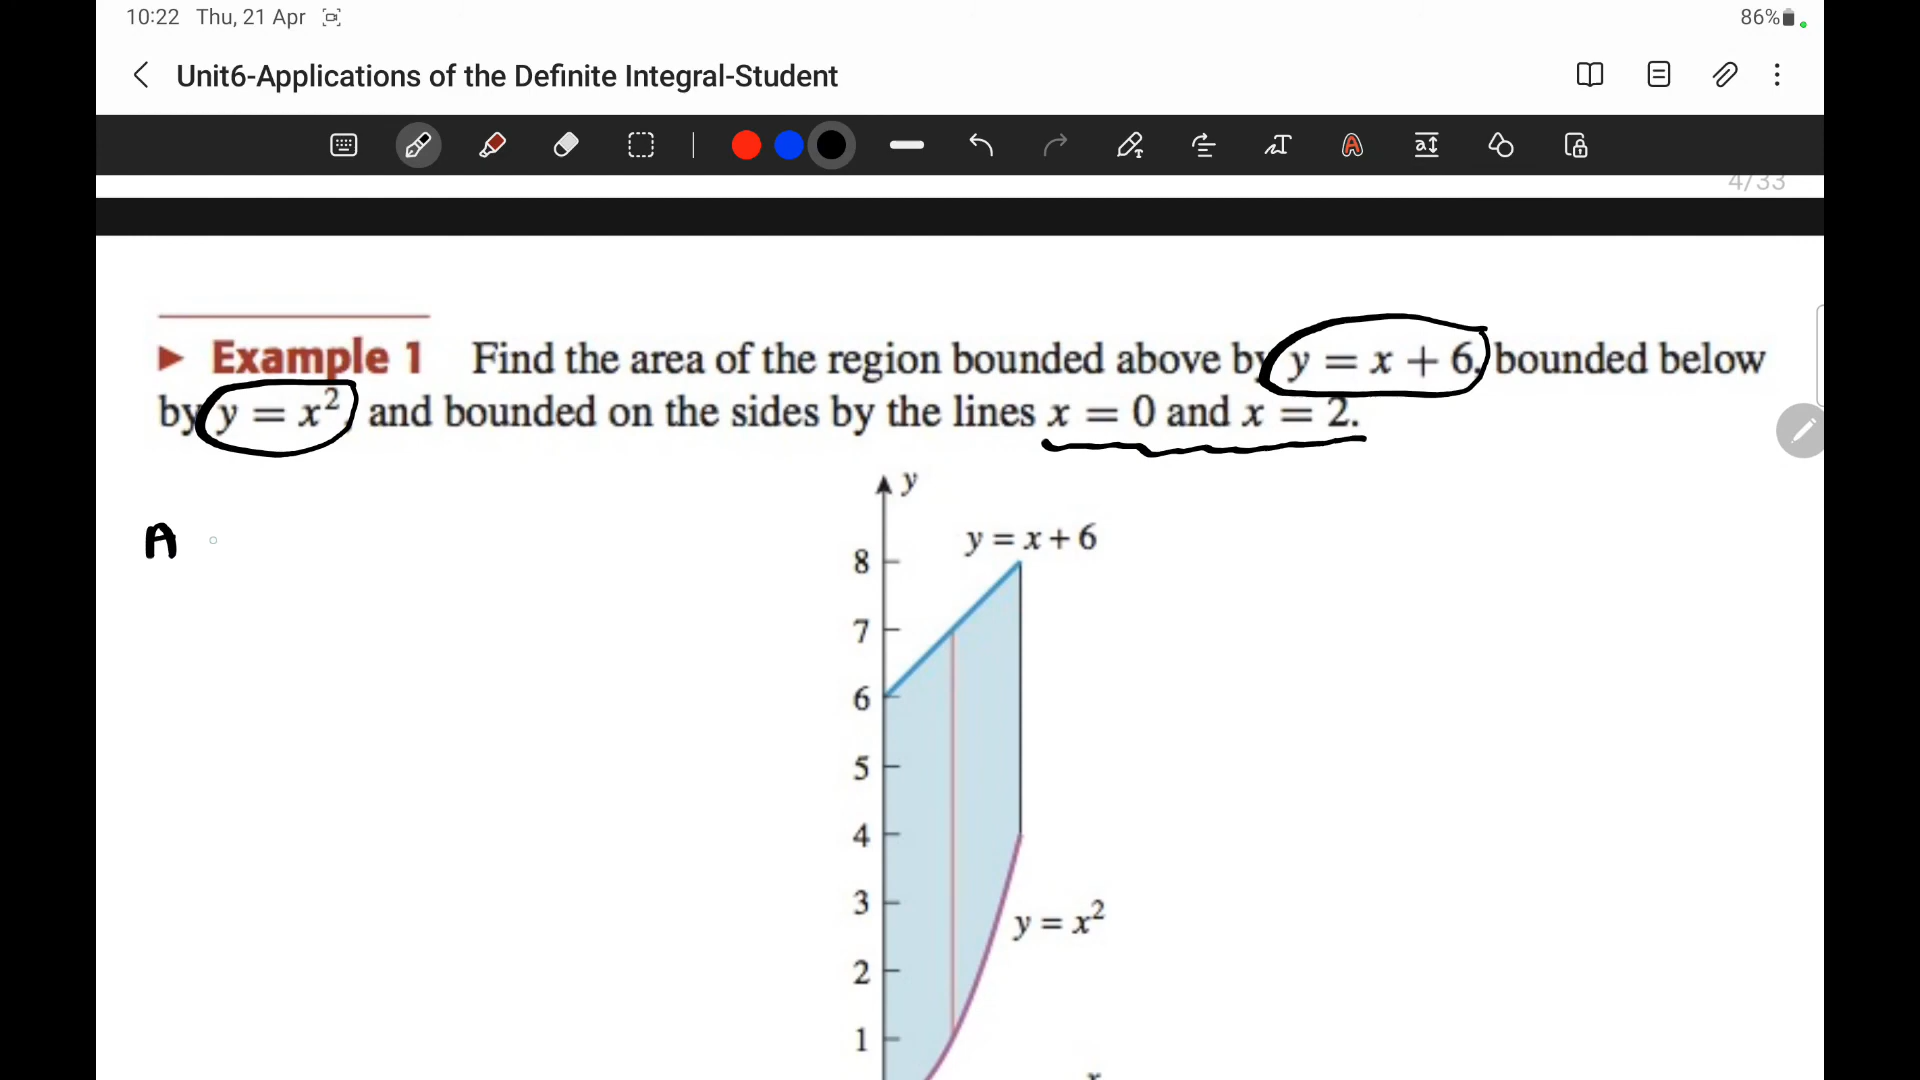 10:22 Thu, 21 Apr
86%
Unit6-Applications of the Definite Integral-Student
4/33
▶ Example 1 Find the area of the region bounded above by y = x + 6, bounded below
by y = x², and bounded on the sides by the lines x = 0 and x = 2.
A
y
y = x + 6
8
7
6
5
4
3
y = x²
2
1
x